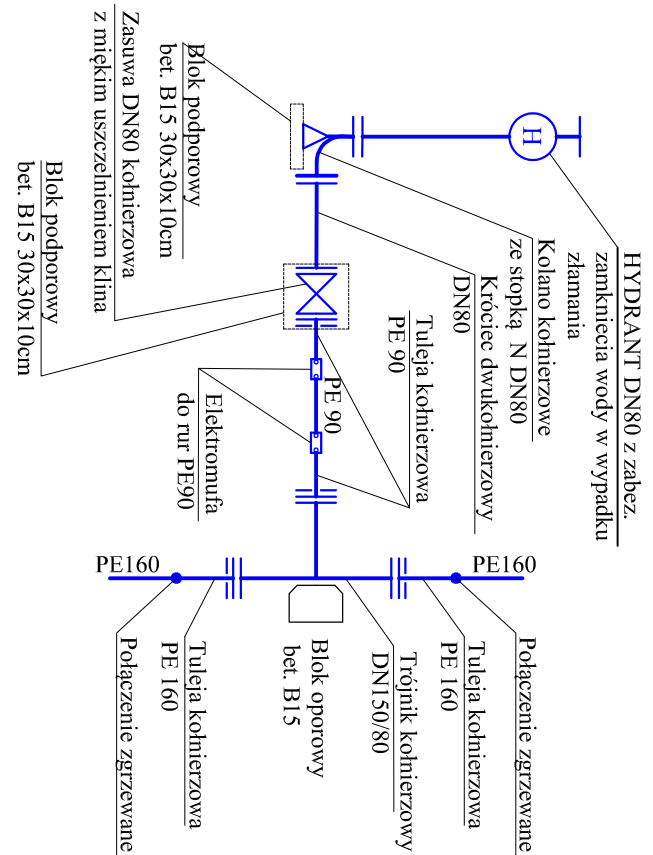 HYDRANT DN80 z zabez.
zamkniecia wody w wypadku
złamania
H
Kolano kołnierzowe
ze stopką N DN80
Króciec dwukołnierzowy
DN80
Tuleja kołnierzowa
PE 90
Blok podporowy
bet. B15 30x30x10cm
Zasuwa DN80 kołnierzowa
z miękim uszczelnieniem klina
Blok podporowy
bet. B15 30x30x10cm
PE 90
Elektromufa
do rur PE90
PE160
PE160
Połączenie zgrzewane
Tuleja kołnierzowa
PE 160
Trójnik kołnierzowy
DN150/80
Blok oporowy
bet. B15
Tuleja kołnierzowa
PE 160
Połączenie zgrzewane